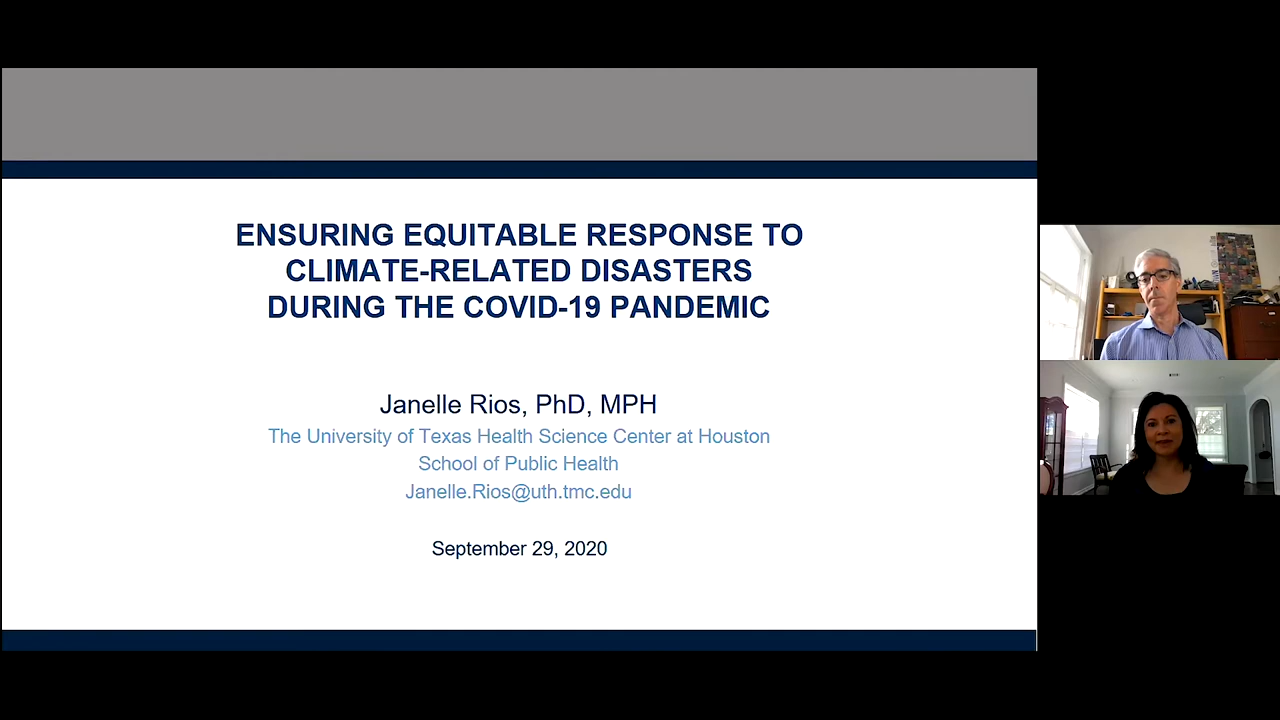 ENSURING EQUITABLE RESPONSE TO
CLIMATE-RELATED DISASTERS
DURING THE COVID-19 PANDEMIC
Janelle Rios, PhD, MPH
The University of Texas Health Science Center at Houston
School of Public Health
Janelle.Rios@uth.tmc.edu
September 29, 2020